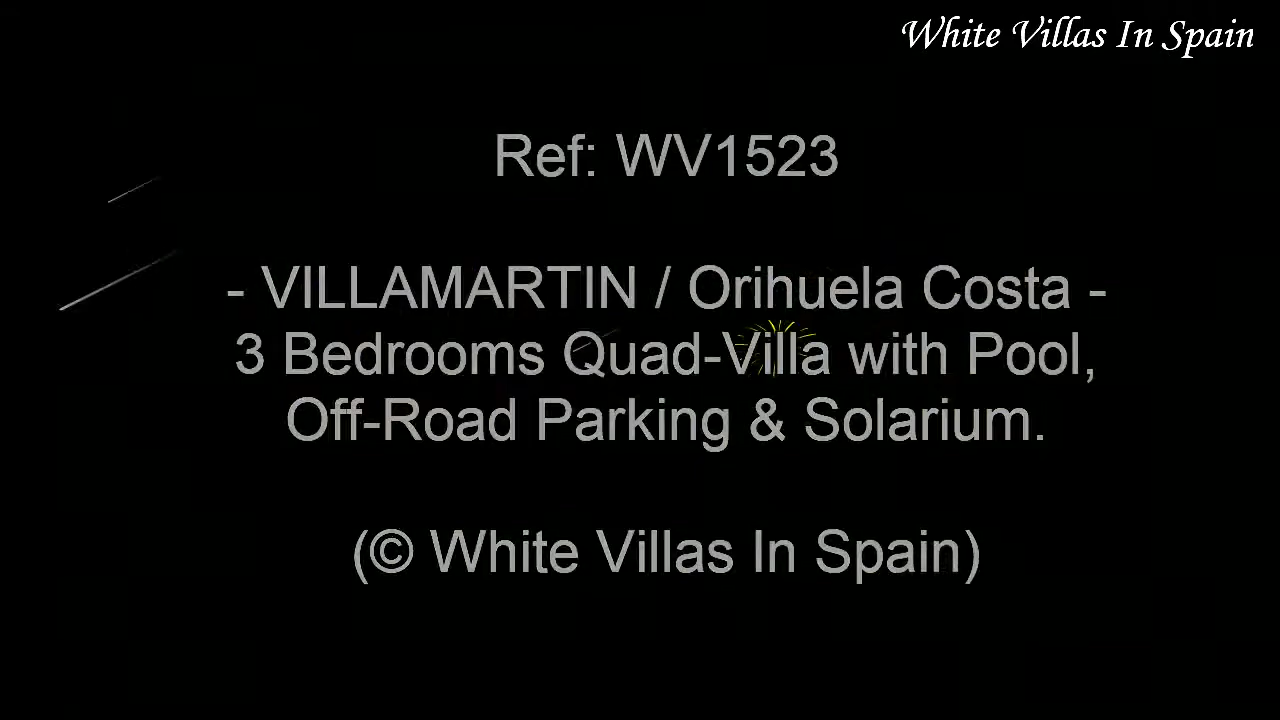 White Villas In Spain
Ref: WV1523
- VILLAMARTIN / Orihuela Costa -
3 Bedrooms Quad-Villa with Pool,
Off-Road Parking & Solarium.
(© White Villas In Spain)